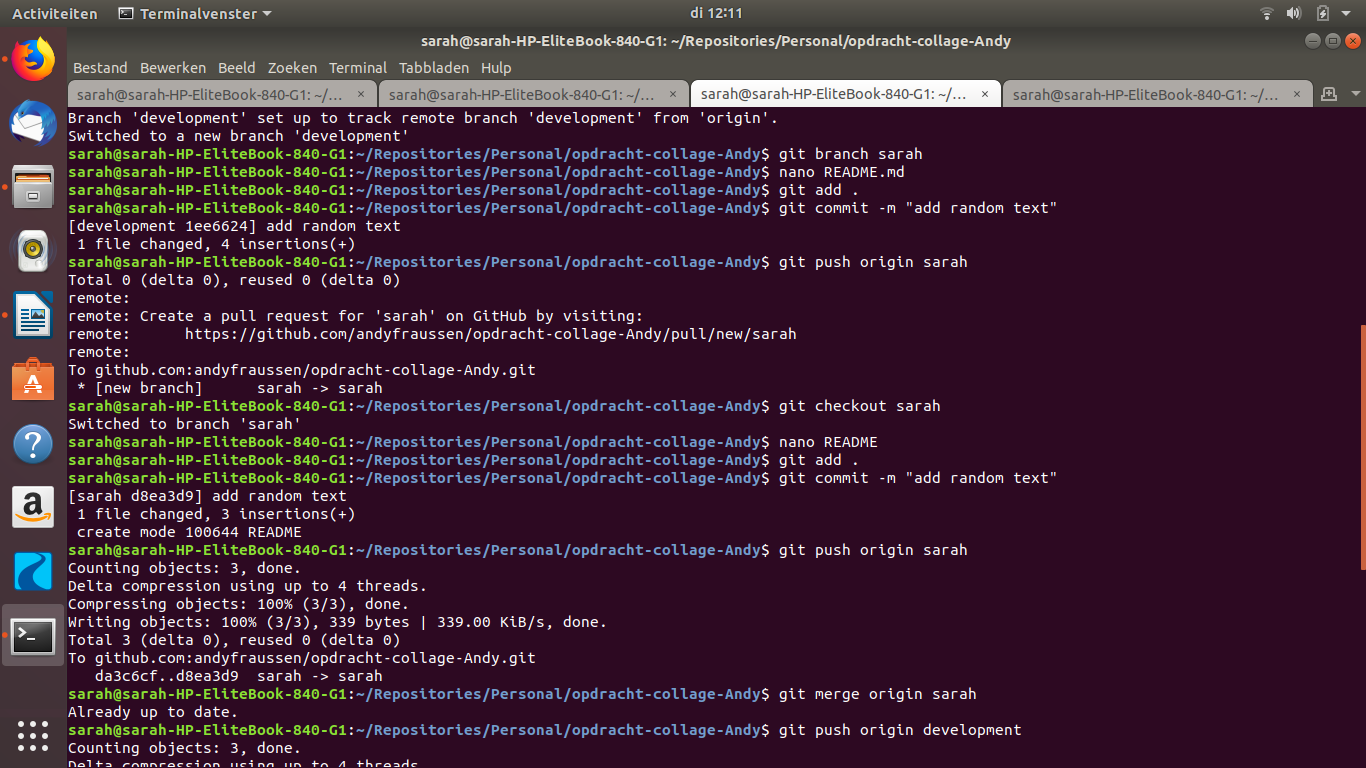 Activiteiten Terminalvenster di 12:11
sarah@sarah-HP-EliteBook-840-G1: ~/Repositories/Personal/opdracht-collage-Andy
Bestand Bewerken Beeld Zoeken Terminal Tabbladen Hulp
sarah@sarah-HP-EliteBook-840-G1: ~/... × sarah@sarah-HP-EliteBook-840-G1: ~/... × sarah@sarah-HP-EliteBook-840-G1: ~/... × sarah@sarah-HP-EliteBook-840-G1: ~/... ×
Branch 'development' set up to track remote branch 'development' from 'origin'.
Switched to a new branch 'development'
sarah@sarah-HP-EliteBook-840-G1:~/Repositories/Personal/opdracht-collage-Andy$ git branch sarah
sarah@sarah-HP-EliteBook-840-G1:~/Repositories/Personal/opdracht-collage-Andy$ nano README.md
sarah@sarah-HP-EliteBook-840-G1:~/Repositories/Personal/opdracht-collage-Andy$ git add .
sarah@sarah-HP-EliteBook-840-G1:~/Repositories/Personal/opdracht-collage-Andy$ git commit -m "add random text"
[development 1ee6624] add random text
 1 file changed, 4 insertions(+)
sarah@sarah-HP-EliteBook-840-G1:~/Repositories/Personal/opdracht-collage-Andy$ git push origin sarah
Total 0 (delta 0), reused 0 (delta 0)
remote:
remote: Create a pull request for 'sarah' on GitHub by visiting:
remote:      https://github.com/andyfraussen/opdracht-collage-Andy/pull/new/sarah
remote:
To github.com:andyfraussen/opdracht-collage-Andy.git
 * [new branch]      sarah -> sarah
sarah@sarah-HP-EliteBook-840-G1:~/Repositories/Personal/opdracht-collage-Andy$ git checkout sarah
Switched to branch 'sarah'
sarah@sarah-HP-EliteBook-840-G1:~/Repositories/Personal/opdracht-collage-Andy$ nano README
sarah@sarah-HP-EliteBook-840-G1:~/Repositories/Personal/opdracht-collage-Andy$ git add .
sarah@sarah-HP-EliteBook-840-G1:~/Repositories/Personal/opdracht-collage-Andy$ git commit -m "add random text"
[sarah d8ea3d9] add random text
 1 file changed, 3 insertions(+)
 create mode 100644 README
sarah@sarah-HP-EliteBook-840-G1:~/Repositories/Personal/opdracht-collage-Andy$ git push origin sarah
Counting objects: 3, done.
Delta compression using up to 4 threads.
Compressing objects: 100% (3/3), done.
Writing objects: 100% (3/3), 339 bytes | 339.00 KiB/s, done.
Total 3 (delta 0), reused 0 (delta 0)
To github.com:andyfraussen/opdracht-collage-Andy.git
   da3c6cf..d8ea3d9  sarah -> sarah
sarah@sarah-HP-EliteBook-840-G1:~/Repositories/Personal/opdracht-collage-Andy$ git merge origin sarah
Already up to date.
sarah@sarah-HP-EliteBook-840-G1:~/Repositories/Personal/opdracht-collage-Andy$ git push origin development
Counting objects: 3, done.
Delta compression using up to 4 threads